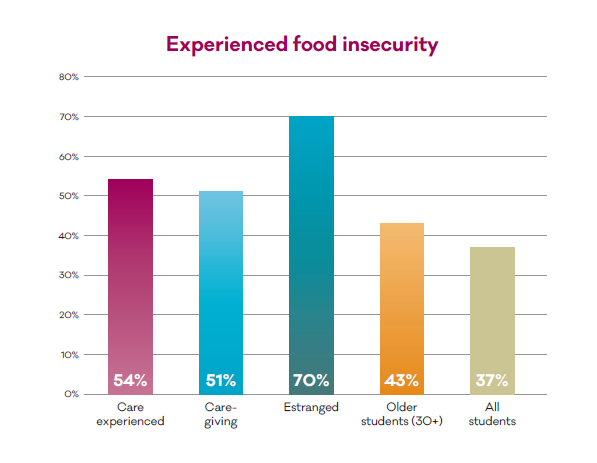 Experienced food insecurity
80%
70%
60%
50%
40%
30%
20%
10%
0%
54%
51%
70%
43%
37%
Care
experienced
Care-
giving
Estranged
Older
students (30+)
All
students